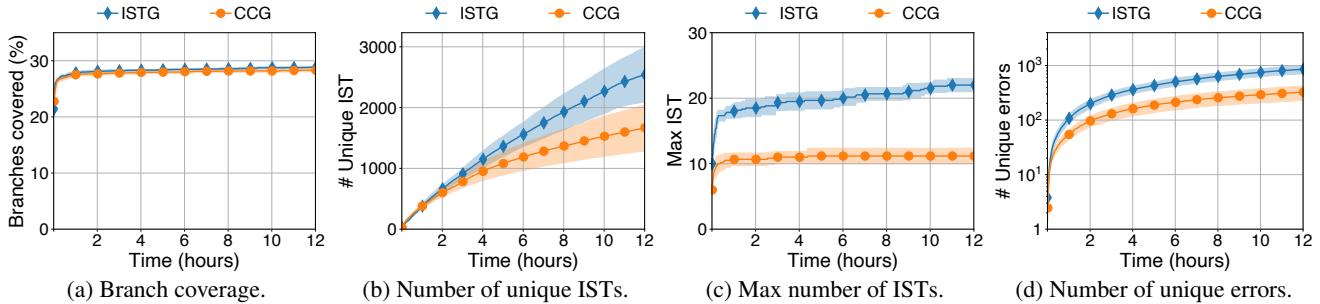 ISTG CCG
Branches covered (%)
30
20
10
0
2 4 6 8 10 12
Time (hours)
(a) Branch coverage.
ISTG CCG
# Unique IST
3000
2000
1000
0
2 4 6 8 10 12
Time (hours)
(b) Number of unique ISTs.
ISTG CCG
Max IST
30
20
10
0
2 4 6 8 10 12
Time (hours)
(c) Max number of ISTs.
ISTG CCG
# Unique errors
10³
10²
10¹
1
2 4 6 8 10 12
Time (hours)
(d) Number of unique errors.